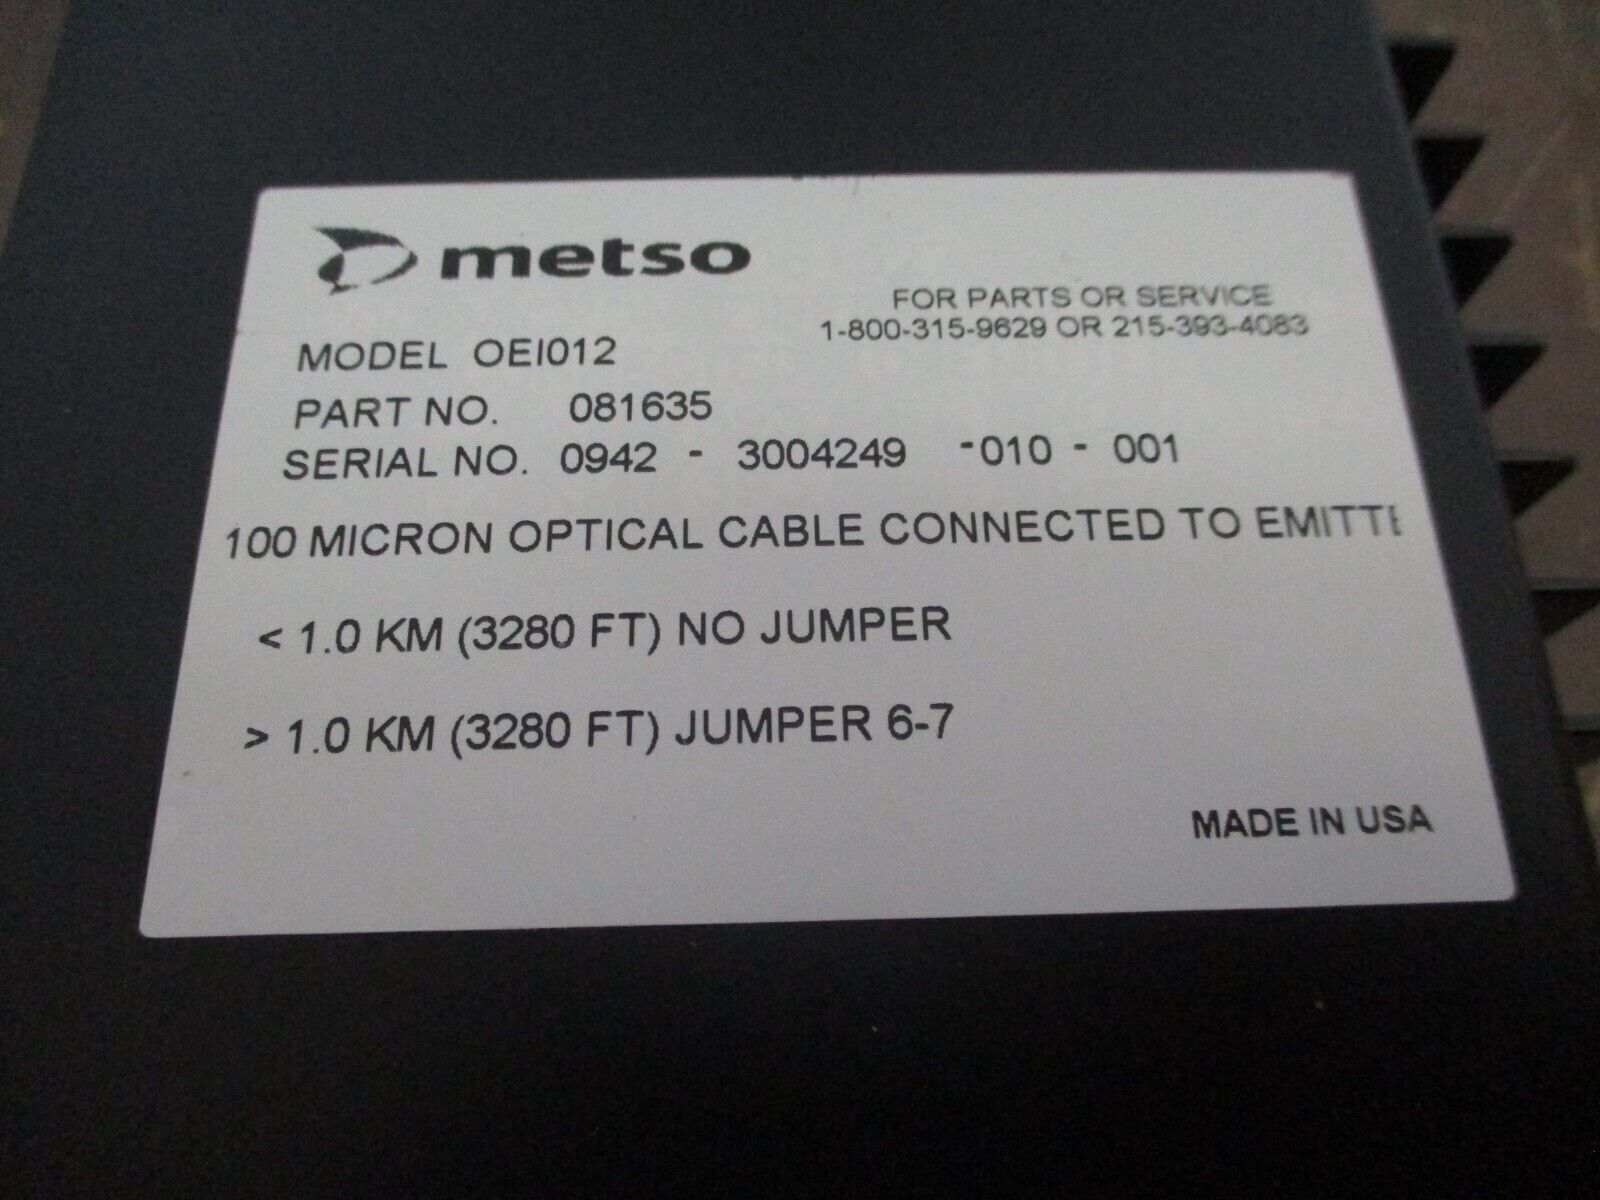 metso
FOR PARTS OR SERVICE
1-800-315-9629 OR 215-393-4083
MODEL OEI012
PART NO. 081635
SERIAL NO. 0942 - 3004249 -010 - 001
100 MICRON OPTICAL CABLE CONNECTED TO EMITTE
< 1.0 KM (3280 FT) NO JUMPER
> 1.0 KM (3280 FT) JUMPER 6-7
MADE IN USA